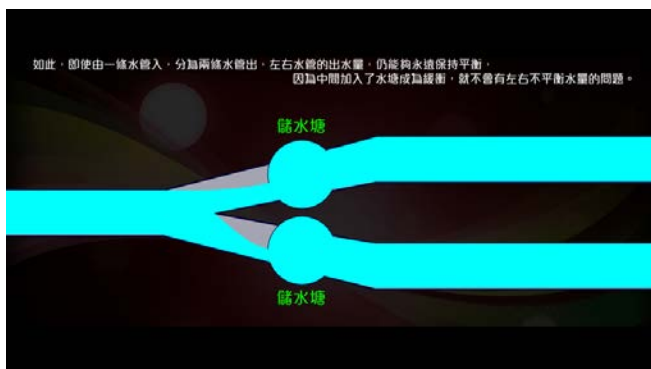 如此，即使由一條水管入，分為兩條水管出，左右水管的出水量，仍能夠永遠保持平衡，
因為中間加入了水塘成為緩衝，就不會有左右不平衡水量的問題。
儲水塘
儲水塘